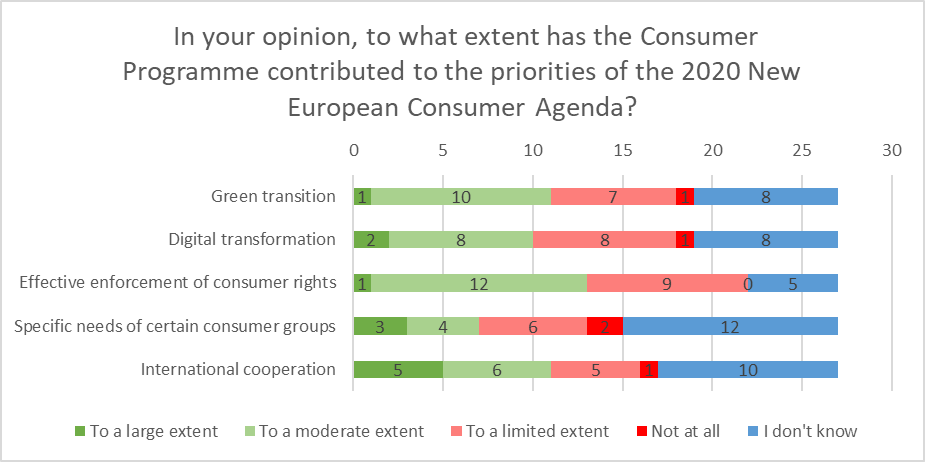 In your opinion, to what extent has the Consumer
Programme contributed to the priorities of the 2020 New
European Consumer Agenda?
0 5 10 15 20 25 30
Green transition 1 10 7 1 8
Digital transformation 2 8 8 1 8
Effective enforcement of consumer rights 1 12 9 0 5
Specific needs of certain consumer groups 3 4 6 2 12
International cooperation 5 6 5 1 10
To a large extent To a moderate extent To a limited extent Not at all I don't know